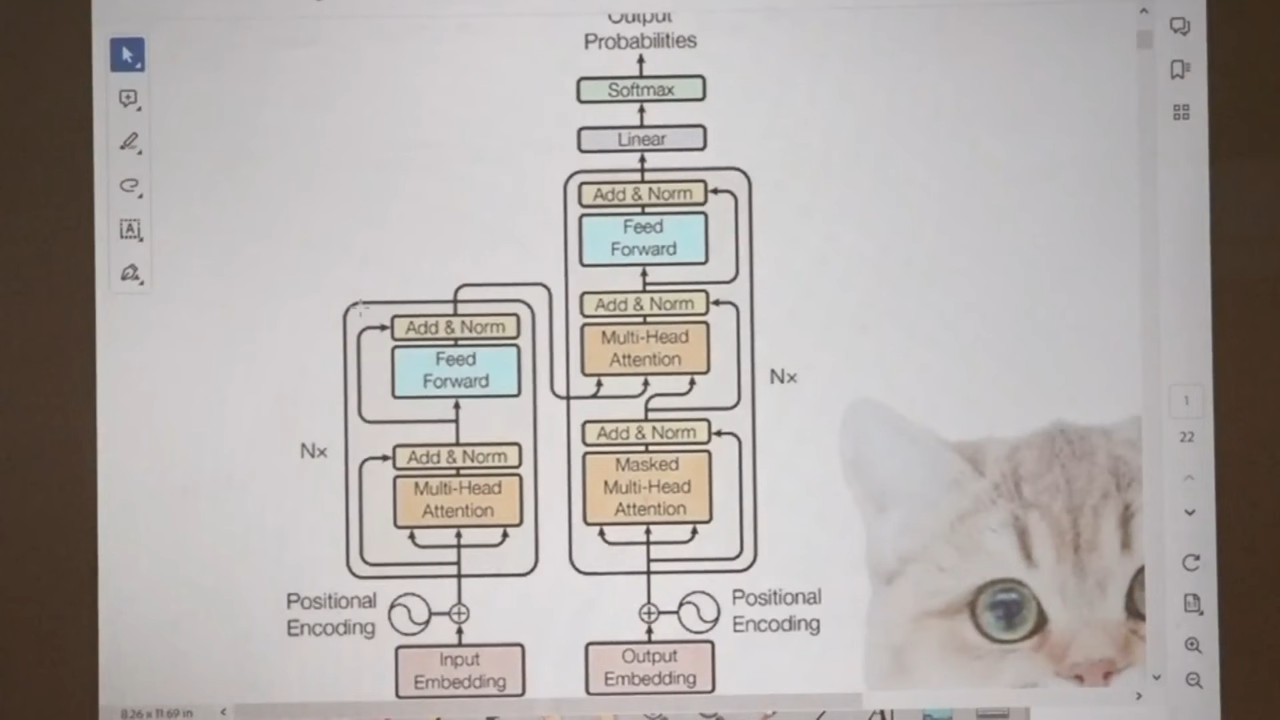 Output
Probabilities
Softmax
Linear
Add & Norm
Feed
Forward
Add & Norm
Multi-Head
Attention
Nx
Add & Norm
Masked
Multi-Head
Attention
Add & Norm
Feed
Forward
Nx
Add & Norm
Multi-Head
Attention
Positional
Encoding
Positional
Encoding
Input
Embedding
Output
Embedding
1
22
8.26 x 11.69 in